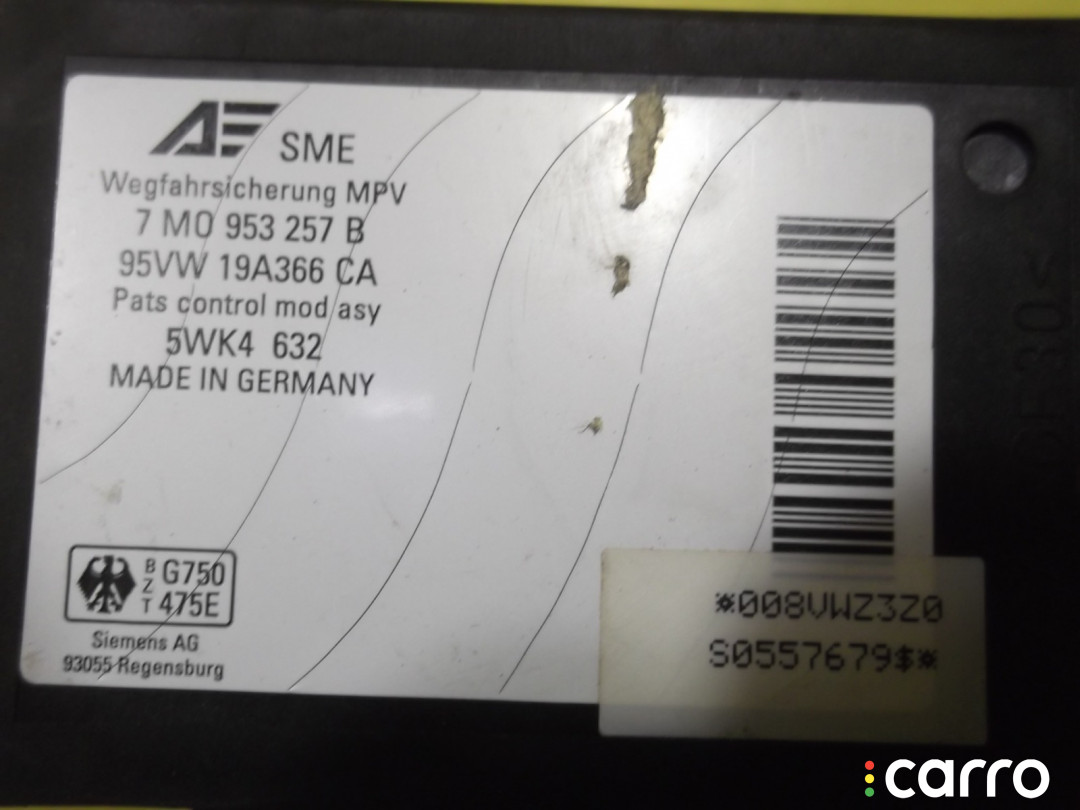 AE SME
Wegfahrsicherung MPV
7 M0 953 257 B
95VW 19A366 CA
Pats control mod asy
5WK4 632
MADE IN GERMANY
BZT G750
475E
Siemens AG
93055 Regensburg
*008VWZ3Z0
S0557679$*
carro